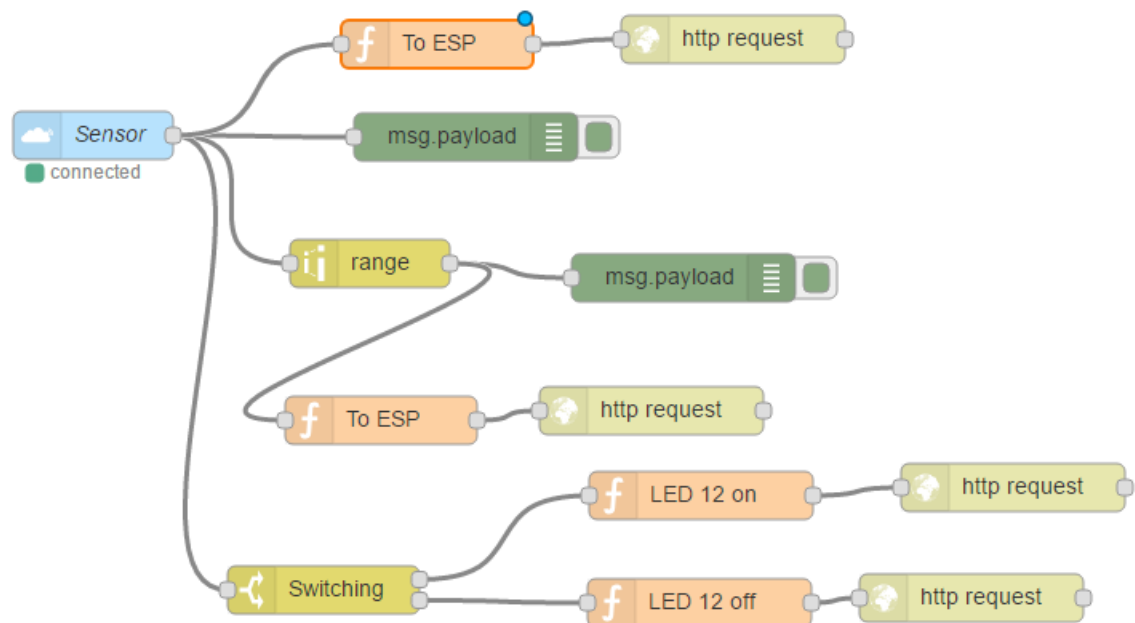 To ESP
http request
Sensor
connected
msg.payload
range
msg.payload
To ESP
http request
LED 12 on
http request
Switching
LED 12 off
http request